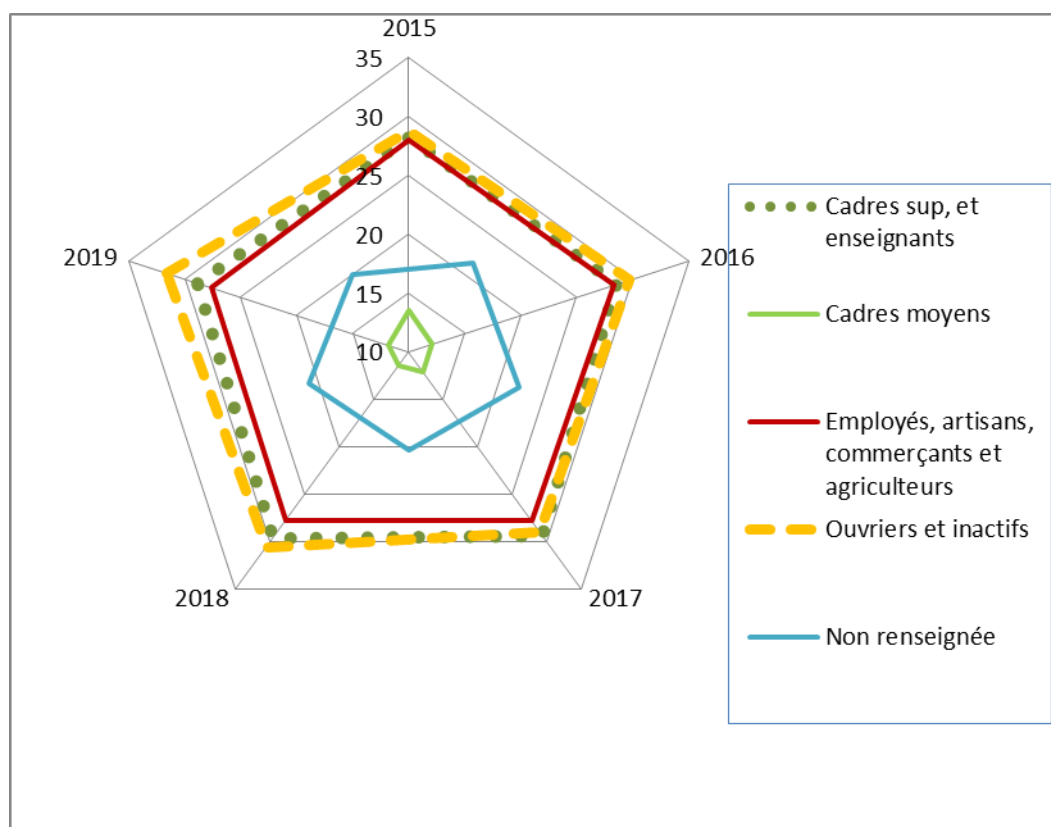 2015
35
30
25
20
15
10
2016
2017
2018
2019
Cadres sup, et
enseignants
Cadres moyens
Employés, artisans,
commerçants et
agriculteurs
Ouvriers et inactifs
Non renseignée